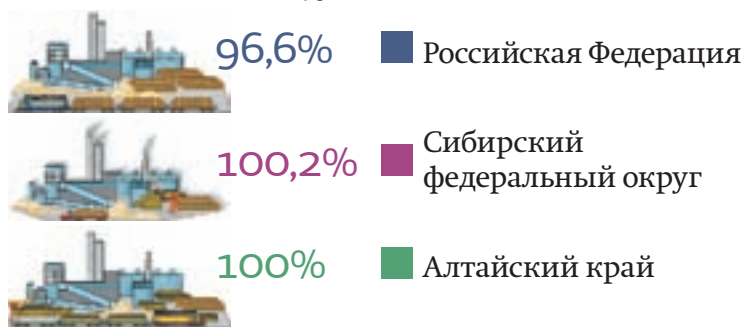 96,6% Российская Федерация
100,2% Сибирский
федеральный округ
100% Алтайский край